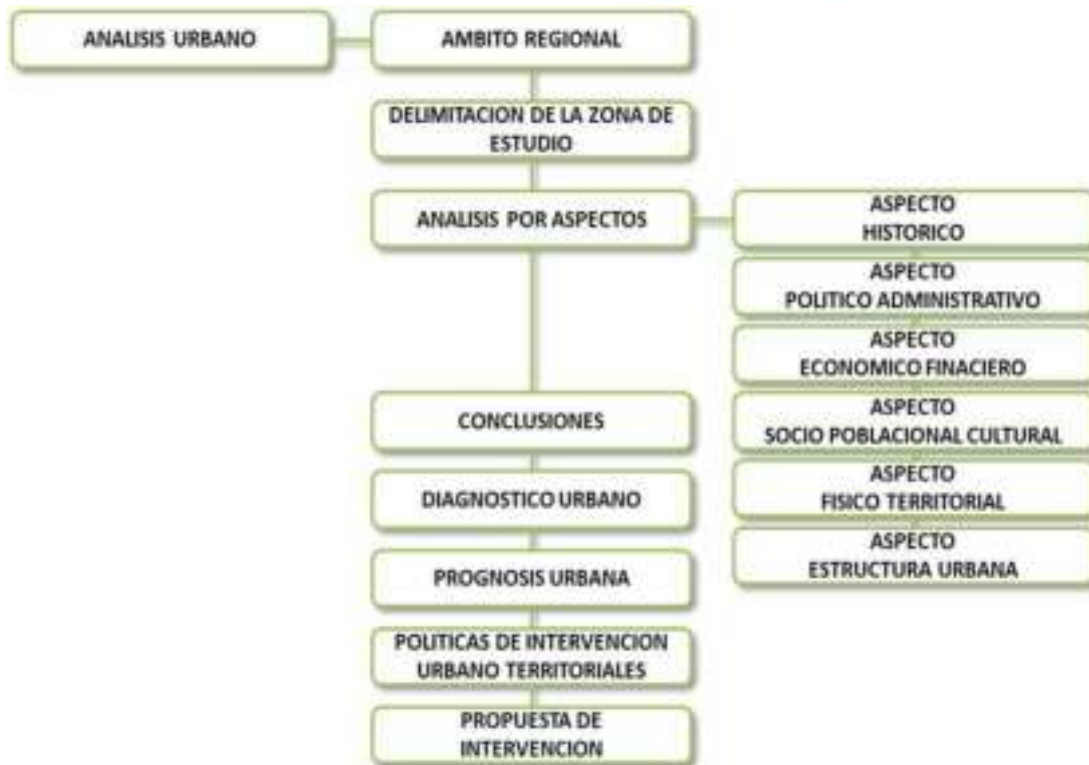 ANALISIS URBANO
AMBITO REGIONAL
DELIMITACION DE LA ZONA DE
ESTUDIO
ANALISIS POR ASPECTOS
ASPECTO
HISTORICO
ASPECTO
POLITICO ADMINISTRATIVO
ASPECTO
ECONOMICO FINACIERO
ASPECTO
SOCIO POBLACIONAL CULTURAL
ASPECTO
FISICO TERRITORIAL
ASPECTO
ESTRUCTURA URBANA
CONCLUSIONES
DIAGNOSTICO URBANO
PROGNOSIS URBANA
POLITICAS DE INTERVENCION
URBANO TERRITORIALES
PROPUESTA DE
INTERVENCION